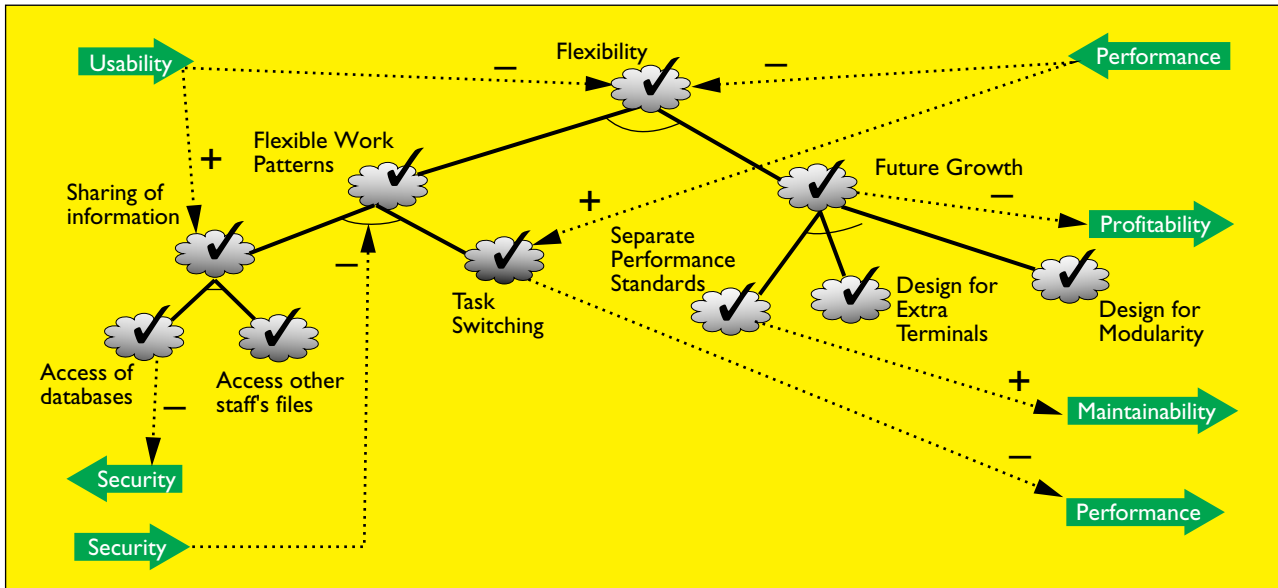 Usability
–
Flexibility
–
Performance
Flexible Work
Patterns
+
Future Growth
Sharing of
information
+
–
Profitability
–
Separate
Performance
Standards
Task
Switching
Design for
Extra
Terminals
Design for
Modularity
Access of
databases
Access other
staff's files
–
+
Maintainability
–
Security
Performance
Security